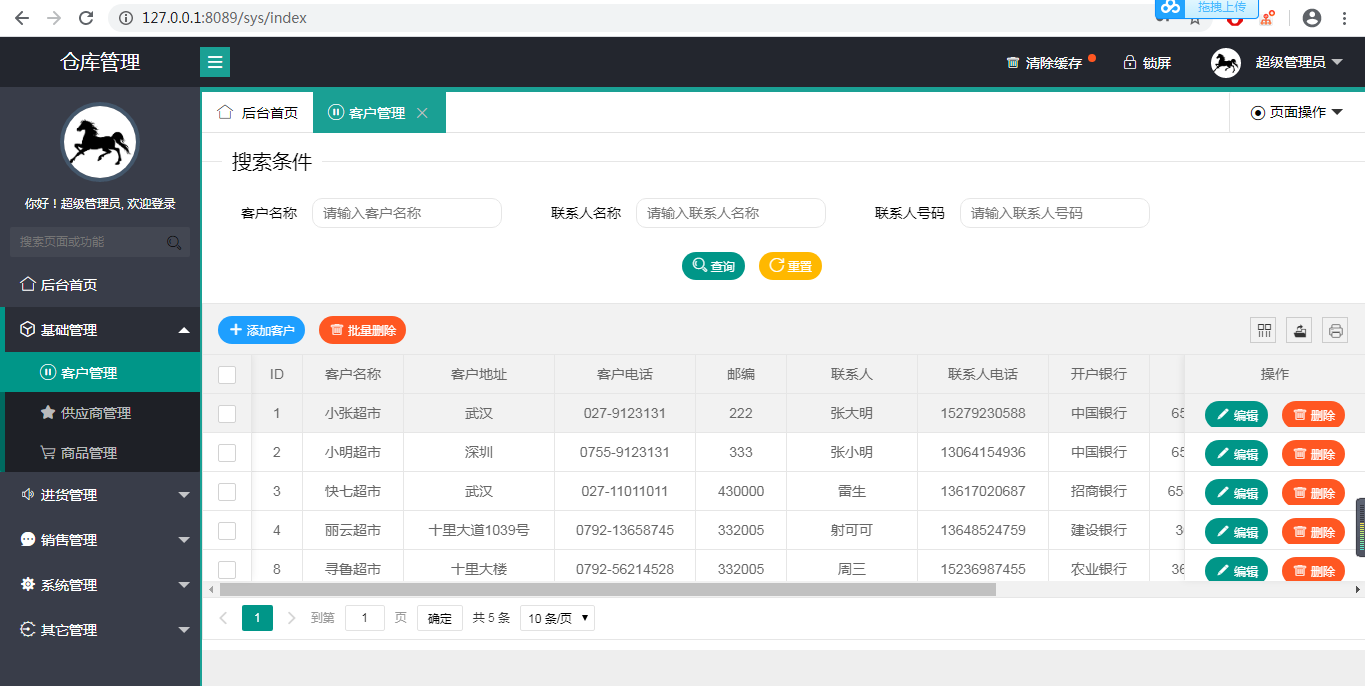 127.0.0.1:8089/sys/index
拖拽上传
仓库管理
清除缓存
锁屏
超级管理员
你好！超级管理员, 欢迎登录
搜索页面或功能
后台首页
基础管理
客户管理
供应商管理
商品管理
进货管理
销售管理
系统管理
其它管理
后台首页 客户管理 页面操作
搜索条件
客户名称 请输入客户名称 联系人名称 请输入联系人名称 联系人号码 请输入联系人号码
查询 重置
添加客户 批量删除
ID 客户名称 客户地址 客户电话 邮编 联系人 联系人电话 开户银行 操作
1 小张超市 武汉 027-9123131 222 张大明 15279230588 中国银行 65 编辑 删除
2 小明超市 深圳 0755-9123131 333 张小明 13064154936 中国银行 65 编辑 删除
3 快七超市 武汉 027-11011011 430000 雷生 13617020687 招商银行 65 编辑 删除
4 丽云超市 十里大道1039号 0792-13658745 332005 射可可 13648524759 建设银行 3 编辑 删除
8 寻鲁超市 十里大楼 0792-56214528 332005 周三 15236987455 农业银行 36 编辑 删除
1 到第 1 页 确定 共 5 条 10 条/页